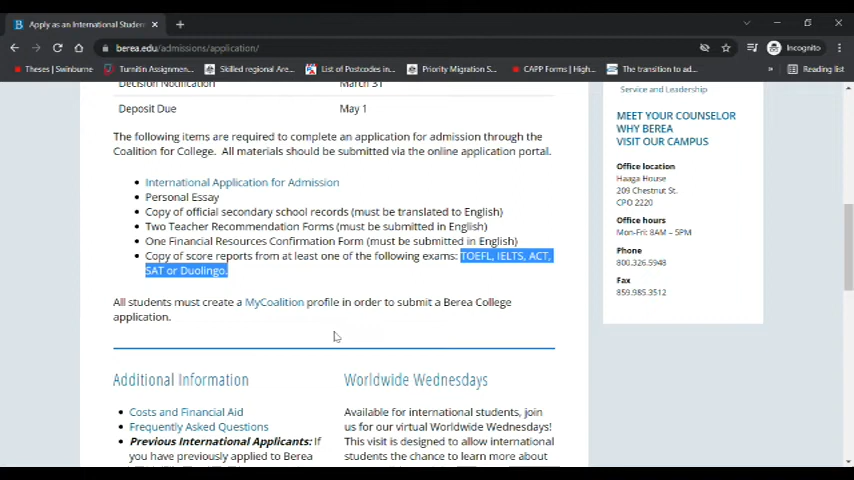 Apply as an International Studen
berea.edu/admissions/application/
Incognito
Theses | Swinburne
Turnitin Assignmen...
Skilled regional Are...
List of Postcodes in...
Priority Migration S...
CAPP Forms | High...
The transition to ad...
»
Reading list
Decision Notification March 31
Deposit Due May 1
The following items are required to complete an application for admission through the
Coalition for College. All materials should be submitted via the online application portal.
• International Application for Admission
• Personal Essay
• Copy of official secondary school records (must be translated to English)
• Two Teacher Recommendation Forms (must be submitted in English)
• One Financial Resources Confirmation Form (must be submitted in English)
• Copy of score reports from at least one of the following exams: TOEFL, IELTS, ACT,
SAT or Duolingo.
All students must create a MyCoalition profile in order to submit a Berea College
application.
Additional Information
• Costs and Financial Aid
• Frequently Asked Questions
• Previous International Applicants: If
you have previously applied to Berea
Worldwide Wednesdays
Available for international students, join
us for our virtual Worldwide Wednesdays!
This visit is designed to allow international
students the chance to learn more about
Service and Leadership
MEET YOUR COUNSELOR
WHY BEREA
VISIT OUR CAMPUS
Office location
Haaga House
209 Chestnut St.
CPO 2220
Office hours
Mon-Fri: 8AM – 5PM
Phone
800.326.5948
Fax
859.985.3512